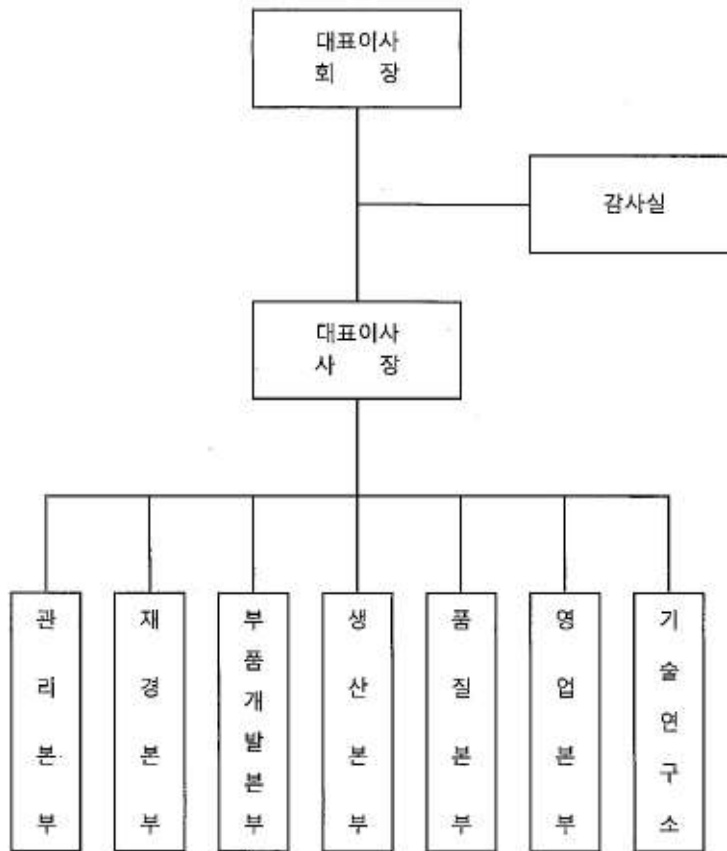 대표이사
회 장
감사실
대표이사
사 장
관리본부
재경본부
부품개발본부
생산본부
품질본부
영업본부
기술연구소